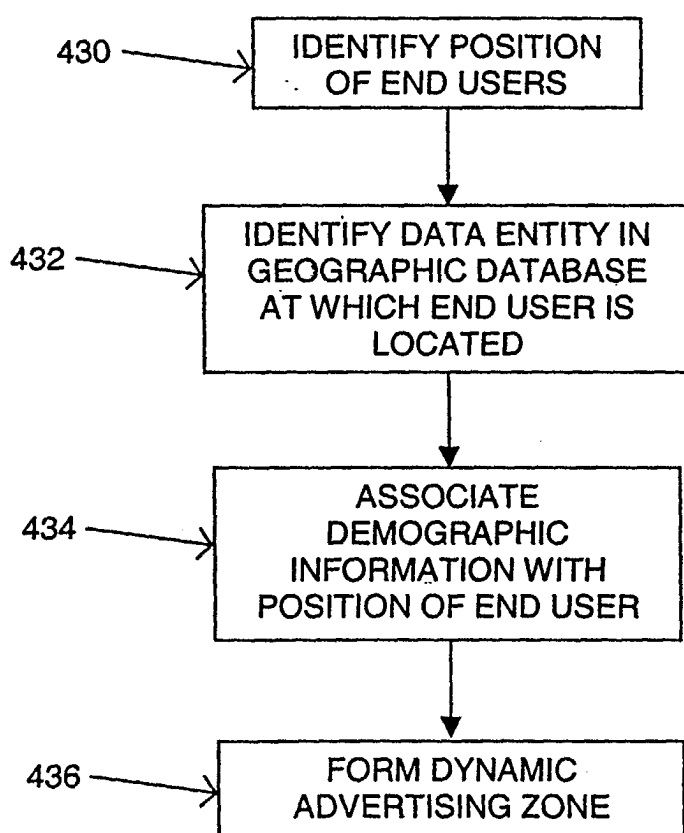 430
IDENTIFY POSITION
OF END USERS
432
IDENTIFY DATA ENTITY IN
GEOGRAPHIC DATABASE
AT WHICH END USER IS
LOCATED
434
ASSOCIATE
DEMOGRAPHIC
INFORMATION WITH
POSITION OF END USER
436
FORM DYNAMIC
ADVERTISING ZONE